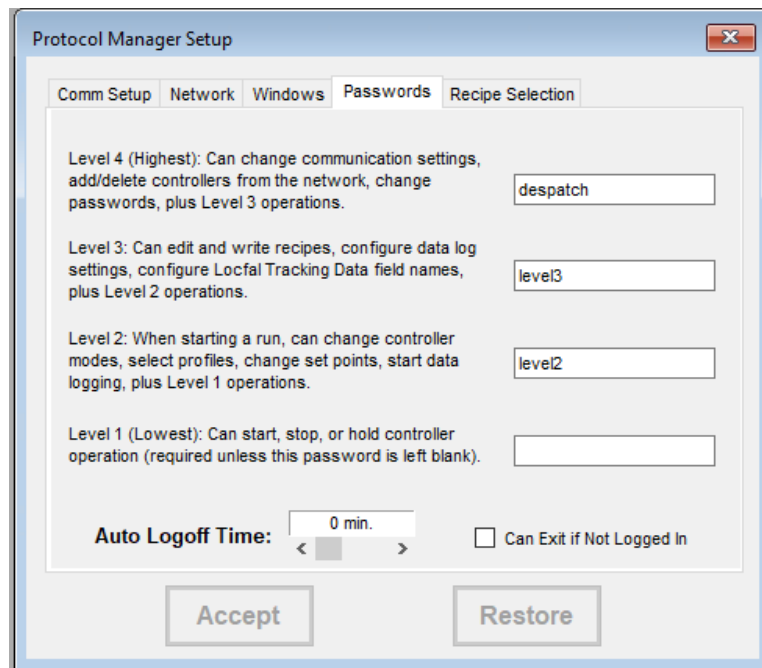 Protocol Manager Setup
Comm Setup Network Windows Passwords Recipe Selection
Level 4 (Highest): Can change communication settings,
add/delete controllers from the network, change
passwords, plus Level 3 operations.
despatch
Level 3: Can edit and write recipes, configure data log
settings, configure Locfal Tracking Data field names,
plus Level 2 operations.
level3
Level 2: When starting a run, can change controller
modes, select profiles, change set points, start data
logging, plus Level 1 operations.
level2
Level 1 (Lowest): Can start, stop, or hold controller
operation (required unless this password is left blank).
Auto Logoff Time:
0 min.
Can Exit if Not Logged In
Accept
Restore